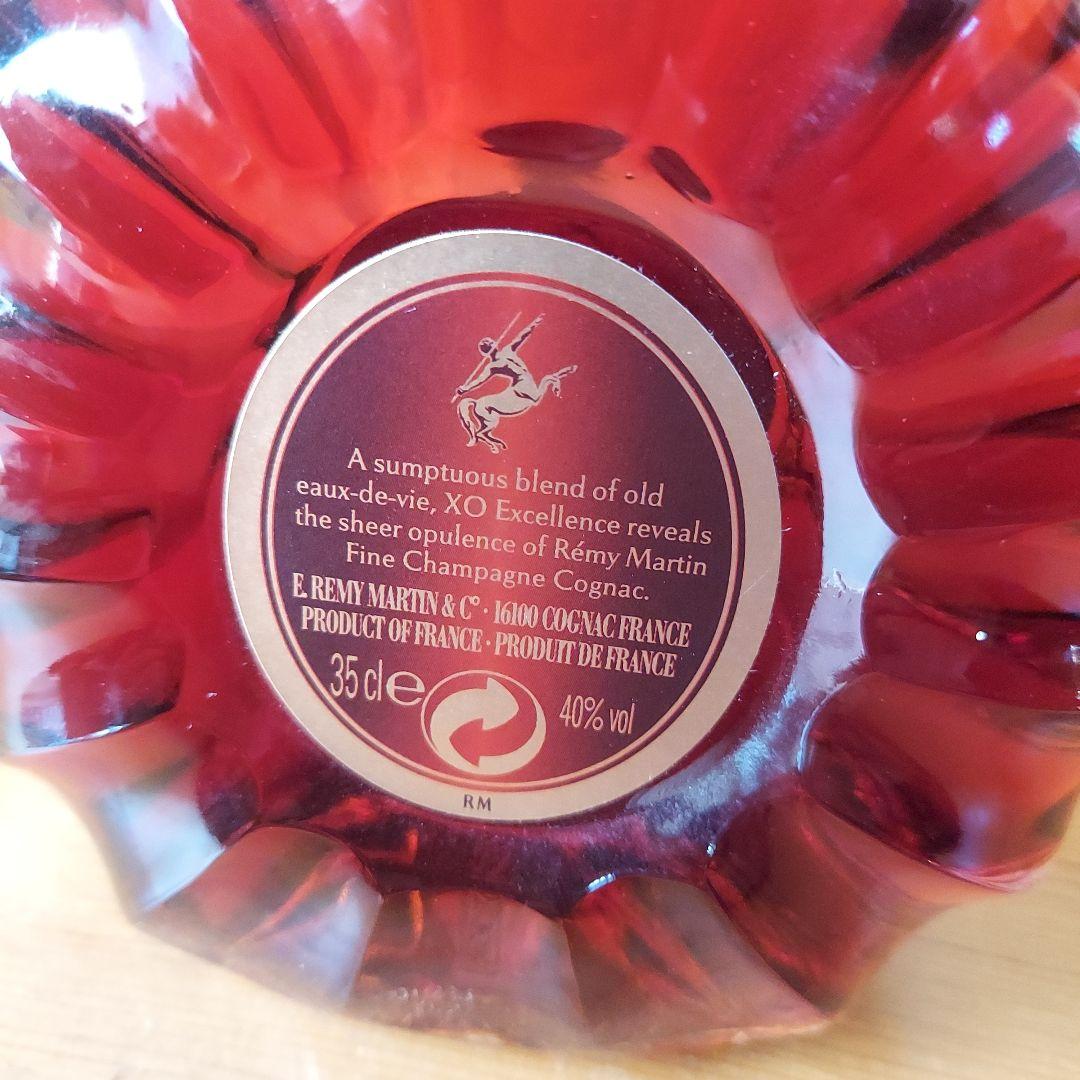 A sumptuous blend of old
eaux-de-vie, XO Excellence reveals
the sheer opulence of Rémy Martin
Fine Champagne Cognac.
E. REMY MARTIN & C° · 16100 COGNAC FRANCE
PRODUCT OF FRANCE · PRODUIT DE FRANCE
35 cl e 40% vol
RM